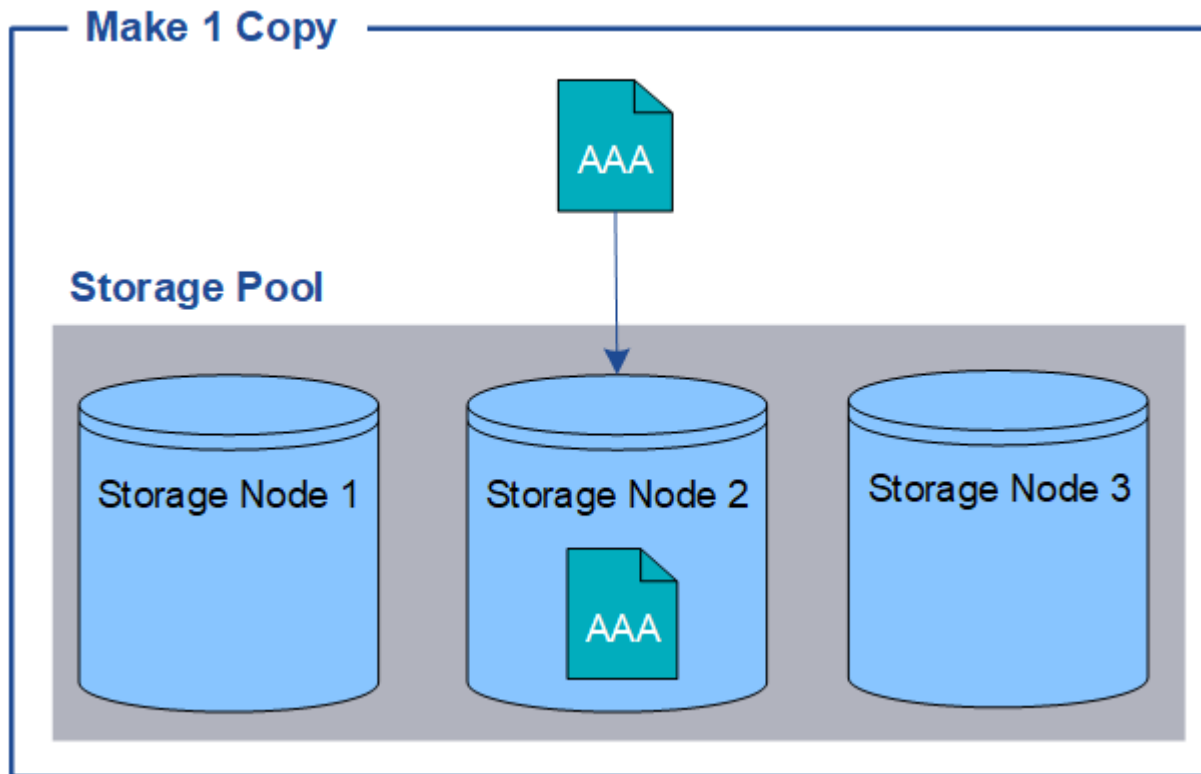 Make 1 Copy
AAA
Storage Pool
Storage Node 1
Storage Node 2
Storage Node 3
AAA